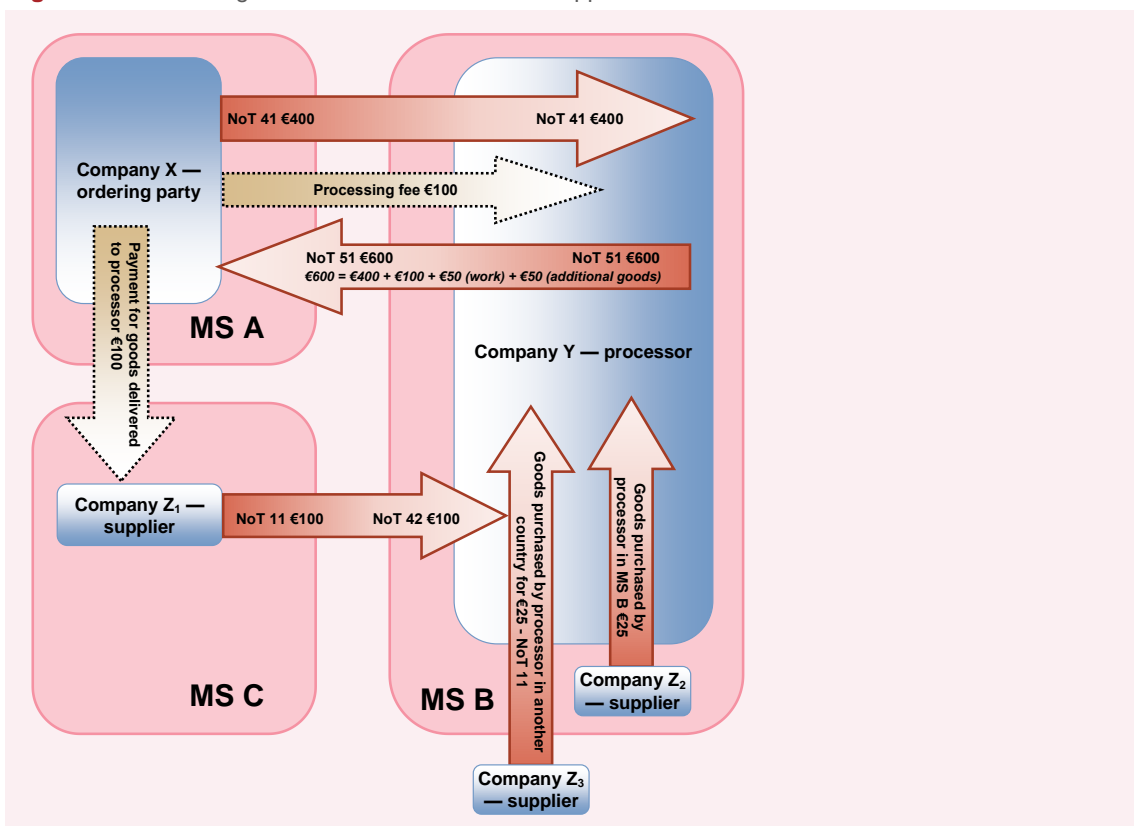 NoT 41 €400
NoT 41 €400
Company X —
ordering party
Processing fee €100
NoT 51 €600
NoT 51 €600
€600 = €400 + €100 + €50 (work) + €50 (additional goods)
Payment for goods delivered
to processor €100
MS A
Company Y — processor
Company Z1 —
supplier
NoT 11 €100
NoT 42 €100
Goods purchased by processor in another
country for €25 - NoT 11
Goods purchased by
processor in MS B €25
MS C
MS B
Company Z2
— supplier
Company Z3
— supplier